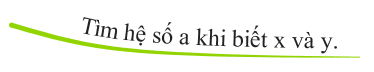 Tìm hệ số a khi biết x và y.